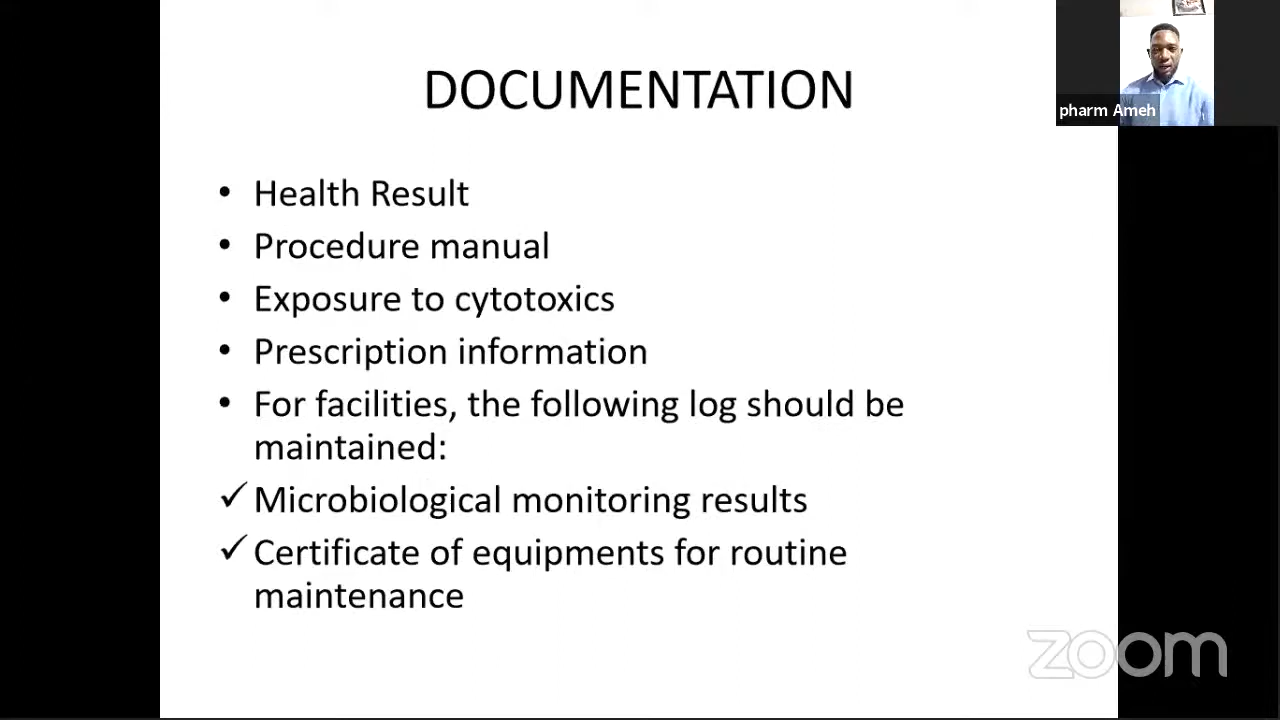 DOCUMENTATION
pharm Ameh
• Health Result
• Procedure manual
• Exposure to cytotoxics
• Prescription information
• For facilities, the following log should be
maintained:
✓ Microbiological monitoring results
✓ Certificate of equipments for routine
maintenance
zoom